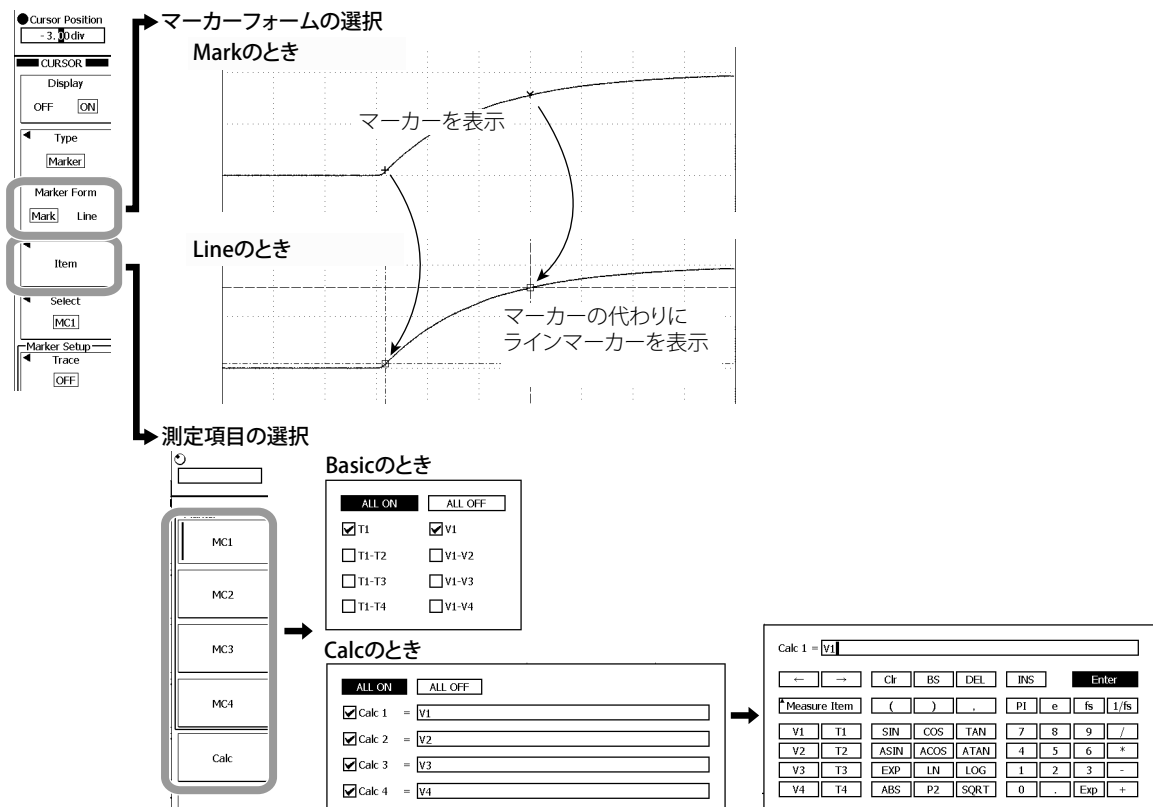 Cursor Position
-3.00div
CURSOR
Display
OFF ON
Type
Marker
Marker Form
Mark Line
Item
Select
MC1
Marker Setup
Trace
OFF
マーカーフォームの選択
Markのとき
マーカーを表示
Lineのとき
マーカーの代わりに
ラインマーカーを表示
測定項目の選択
MC1
MC2
MC3
MC4
Calc
Basicのとき
ALL ON ALL OFF
T1 V1
T1-T2 V1-V2
T1-T3 V1-V3
T1-T4 V1-V4
Calcのとき
ALL ON ALL OFF
Calc 1 = V1
Calc 2 = V2
Calc 3 = V3
Calc 4 = V4
Calc 1 = V1
← → Clr BS DEL INS Enter
Measure Item ( ) , PI e fs 1/fs
V1 T1 SIN COS TAN 7 8 9 /
V2 T2 ASIN ACOS ATAN 4 5 6 *
V3 T3 EXP LN LOG 1 2 3 -
V4 T4 ABS P2 SQRT 0 . Exp +